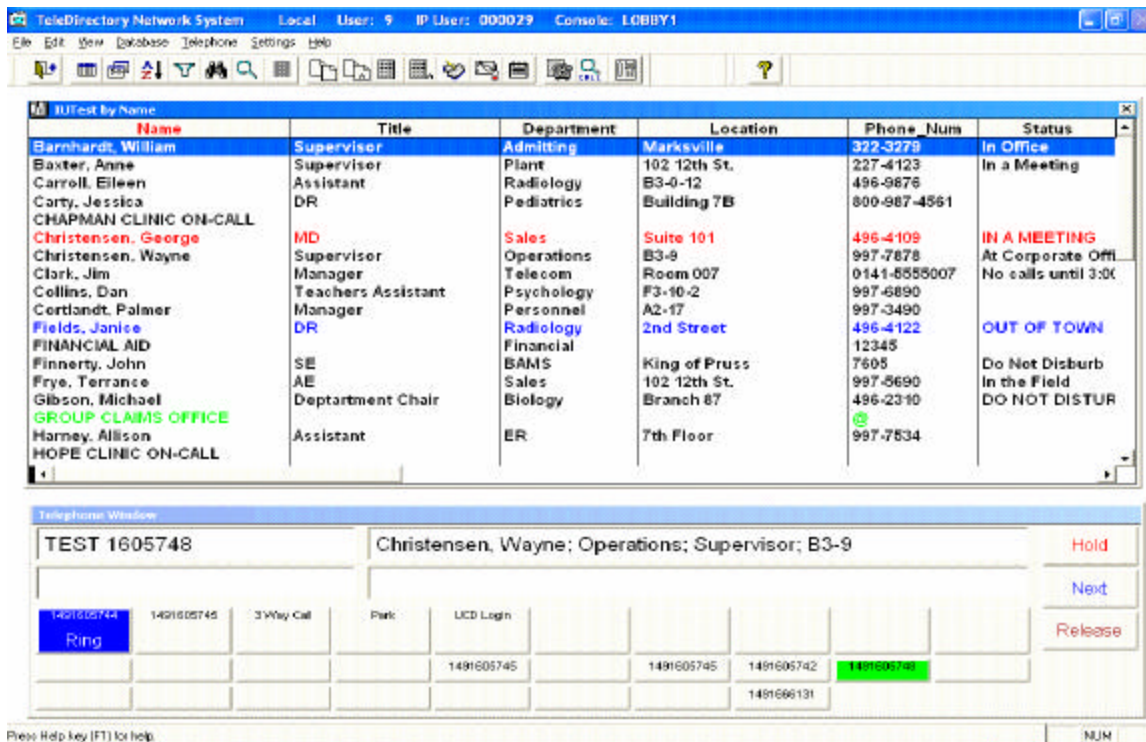 TeleDirectory Network System Local User: 9 IP User: 000029 Console: LOBBY1
File Edit View Database Telephone Settings Help
IUTest by Name
Name Title Department Location Phone_Num Status
Barnhardt, William Supervisor Admitting Marksville 322-3279 In Office
Baxter, Anne Supervisor Plant 102 12th St. 227-4123 In a Meeting
Carroll, Eileen Assistant Radiology B3-0-12 496-9876
Carty, Jessica DR Pediatrics Building 7B 800-987-4561
CHAPMAN CLINIC ON-CALL
Christensen, George MD Sales Suite 101 496-4109 IN A MEETING
Christensen, Wayne Supervisor Operations B3-9 997-7878 At Corporate Offi
Clark, Jim Manager Telecom Room 007 0141-5555007 No calls until 3:0(
Collins, Dan Teachers Assistant Psychology F3-10-2 997-6890
Cortlandt, Palmer Manager Personnel A2-17 997-3490
Fields, Janice DR Radiology 2nd Street 496-4122 OUT OF TOWN
FINANCIAL AID Financial 12345
Finnerty, John SE BAMS King of Pruss 7605 Do Not Disburb
Frye, Terrance AE Sales 102 12th St. 997-5690 In the Field
Gibson, Michael Deptartment Chair Biology Branch 87 496-2310 DO NOT DISTUR
GROUP CLAIMS OFFICE @
Harney, Allison Assistant ER 7th Floor 997-7534
HOPE CLINIC ON-CALL
Telephone Window
TEST 1605748 Christensen, Wayne; Operations; Supervisor; B3-9 Hold
Next
1491605744 1491605745 3 Way Call Park UCD Login
Ring Release
1491605745 1491605745 1491605742 1491605748
1491666131
Press Help key (F1) for help. NUM